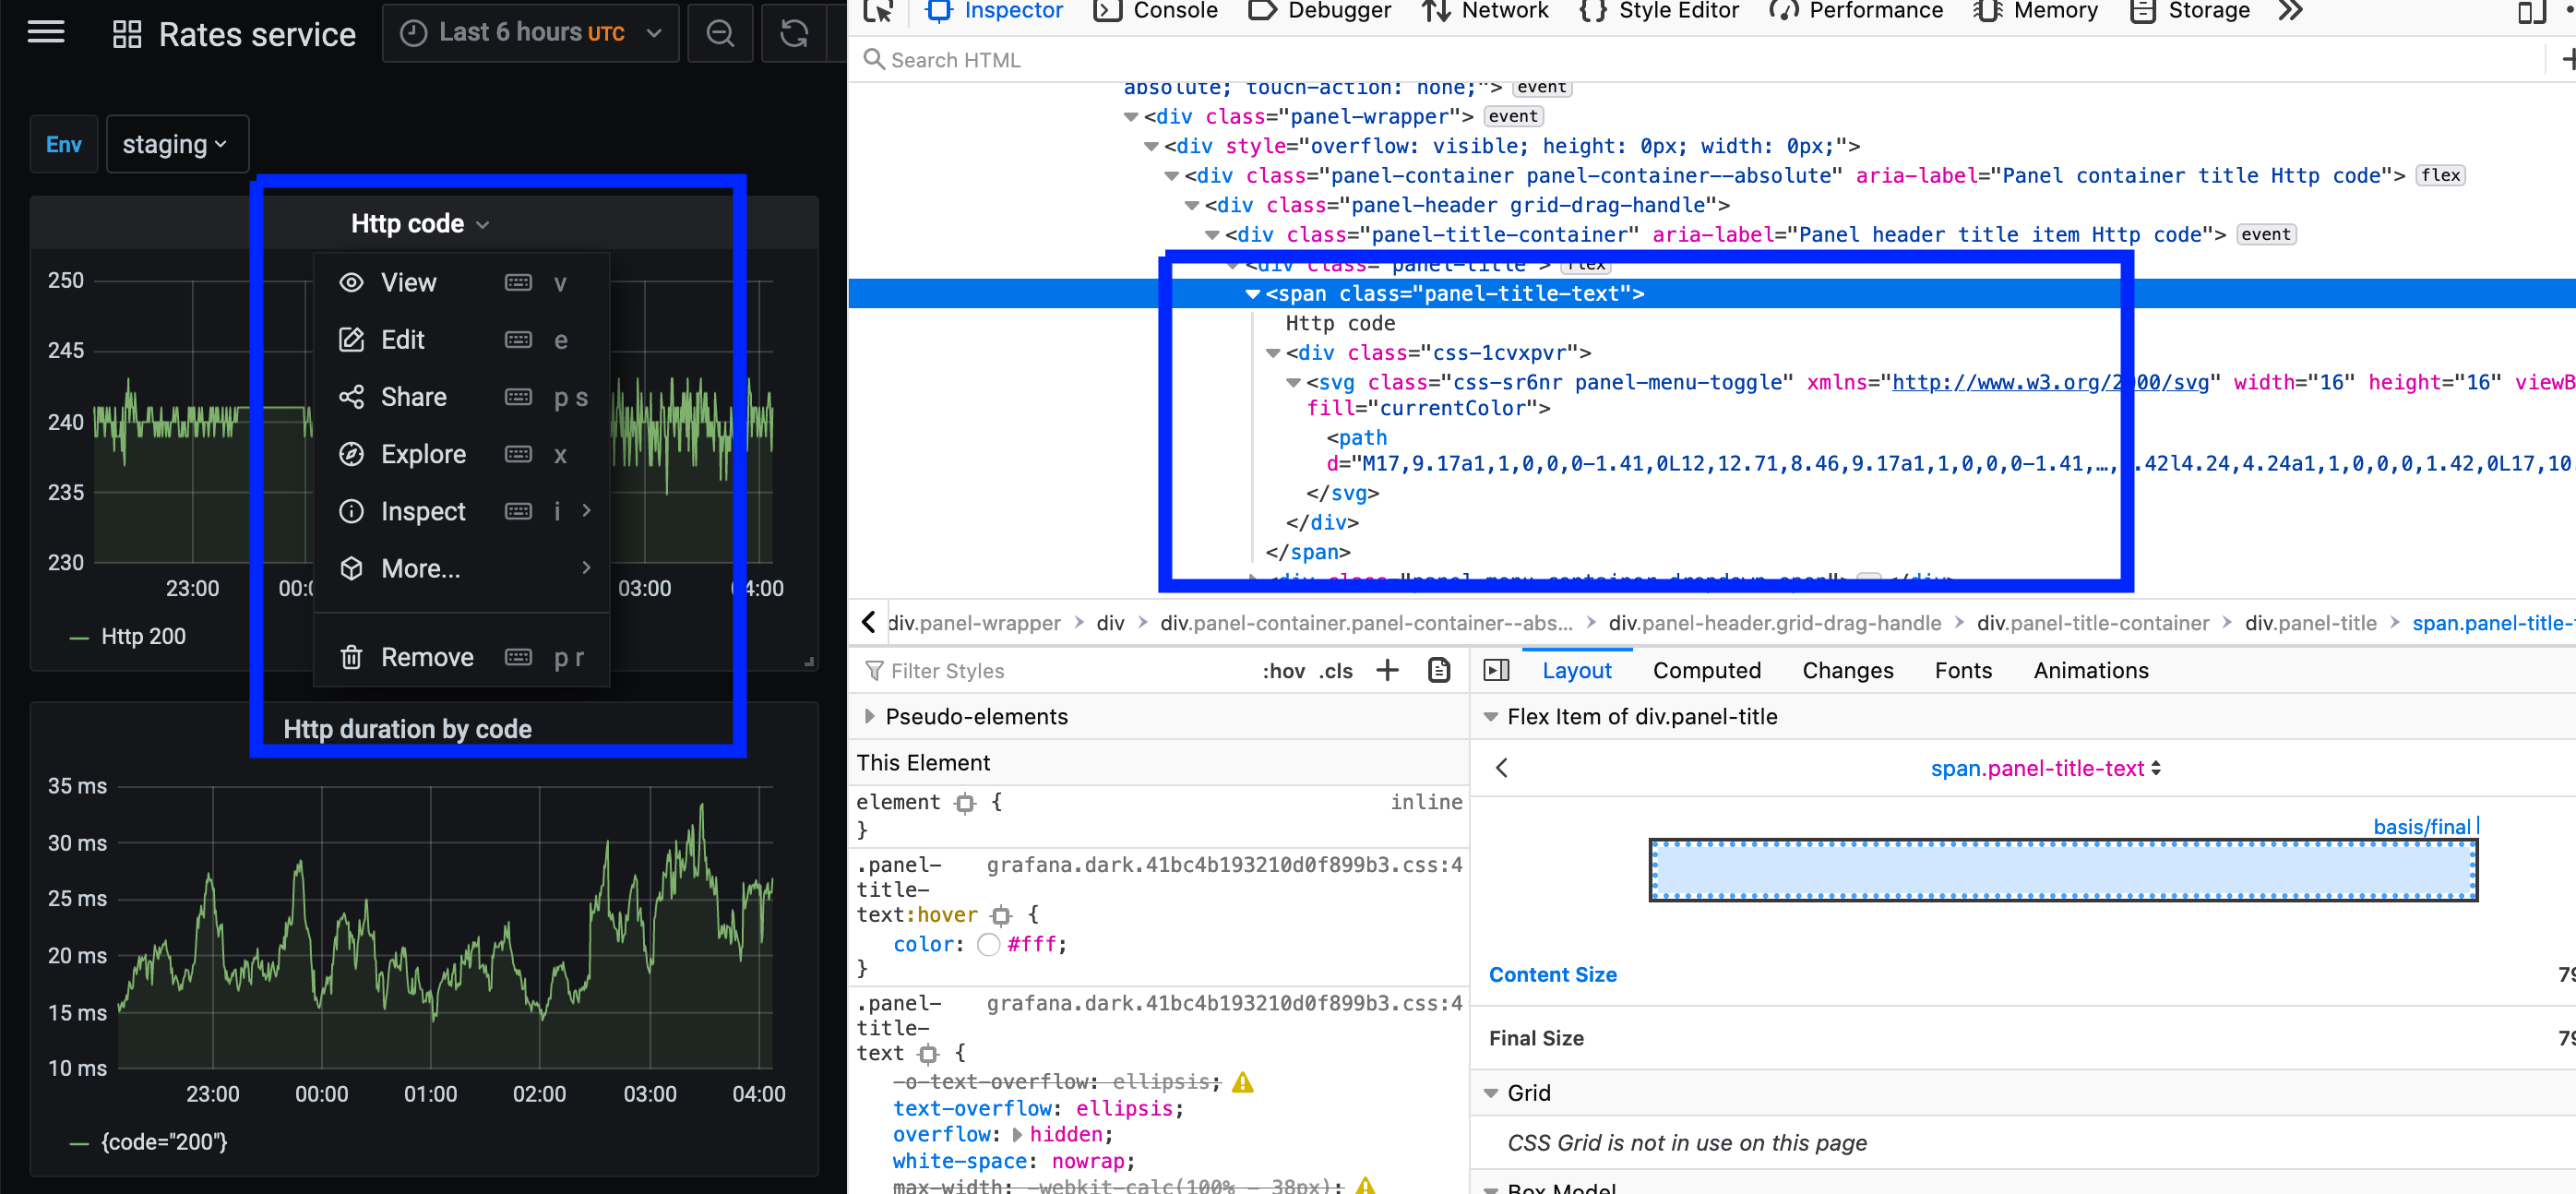 Rates service
Last 6 hours UTC
Env
staging
Http code
250
245
240
235
230
View v
Edit e
Share p s
Explore x
Inspect i
More...
Remove p r
23:00
03:00
Http 200
Http duration by code
35 ms
30 ms
25 ms
20 ms
15 ms
10 ms
23:00 00:00 01:00 02:00 03:00 04:00
{code="200"}
Inspector Console Debugger Network Style Editor Performance Memory Storage
Search HTML
absolute; touch-action: none;"> event
<div class="panel-wrapper"> event
<div style="overflow: visible; height: 0px; width: 0px;">
<div class="panel-container panel-container--absolute" aria-label="Panel container title Http code"> flex
<div class="panel-header grid-drag-handle">
<div class="panel-title-container" aria-label="Panel header title item Http code"> event
<div class="panel-title"> flex
<span class="panel-title-text">
Http code
<div class="css-1cvxpvr">
<svg class="css-sr6nr panel-menu-toggle" xmlns="http://www.w3.org/2000/svg" width="16" height="16" viewB
fill="currentColor">
<path
d="M17,9.17a1,1,0,0,0-1.41,0L12,12.71,8.46,9.17a1,1,0,0,0-1.41,…, .42l4.24,4.24a1,1,0,0,0,1.42,0L17,10
</svg>
</div>
</span>
<div class="panel-menu-container dropdown open"> </div>
div.panel-wrapper > div > div.panel-container.panel-container--abs... > div.panel-header.grid-drag-handle > div.panel-title-container > div.panel-title > span.panel-title-
Filter Styles :hov .cls +
Pseudo-elements
This Element
element { inline
}
.panel- grafana.dark.41bc4b193210d0f899b3.css:4
title-
text:hover {
color: #fff;
}
.panel- grafana.dark.41bc4b193210d0f899b3.css:4
title-
text {
-o-text-overflow: ellipsis;
text-overflow: ellipsis;
overflow: hidden;
white-space: nowrap;
max-width: -webkit-calc(100% - 38px);
Layout Computed Changes Fonts Animations
Flex Item of div.panel-title
span.panel-title-text
basis/final
Content Size 79
Final Size 79
Grid
CSS Grid is not in use on this page
Box Model